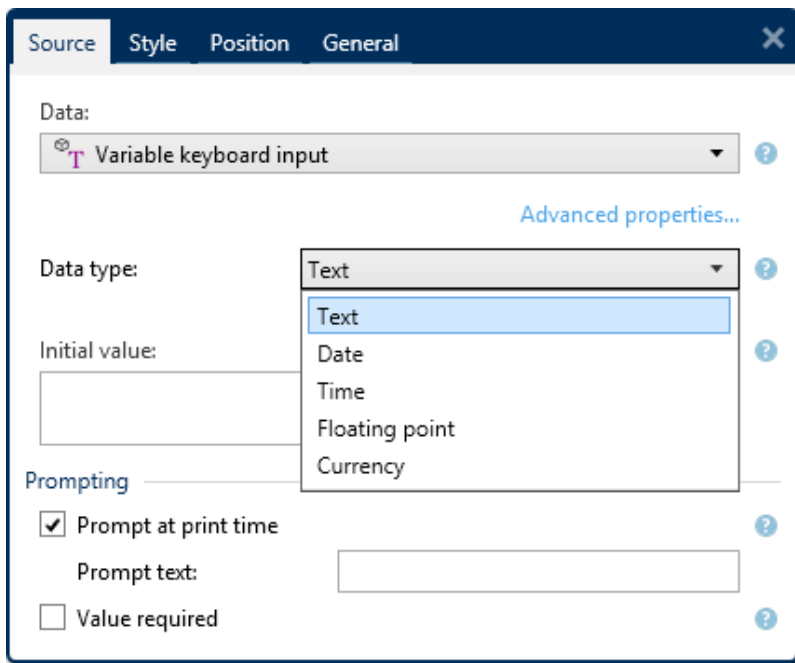 Source Style Position General
Data:
T Variable keyboard input
?
Advanced properties...
Data type: Text
?
Text
Date
Time
Floating point
Currency
Initial value:
?
Prompting
Prompt at print time
?
Prompt text:
Value required
?